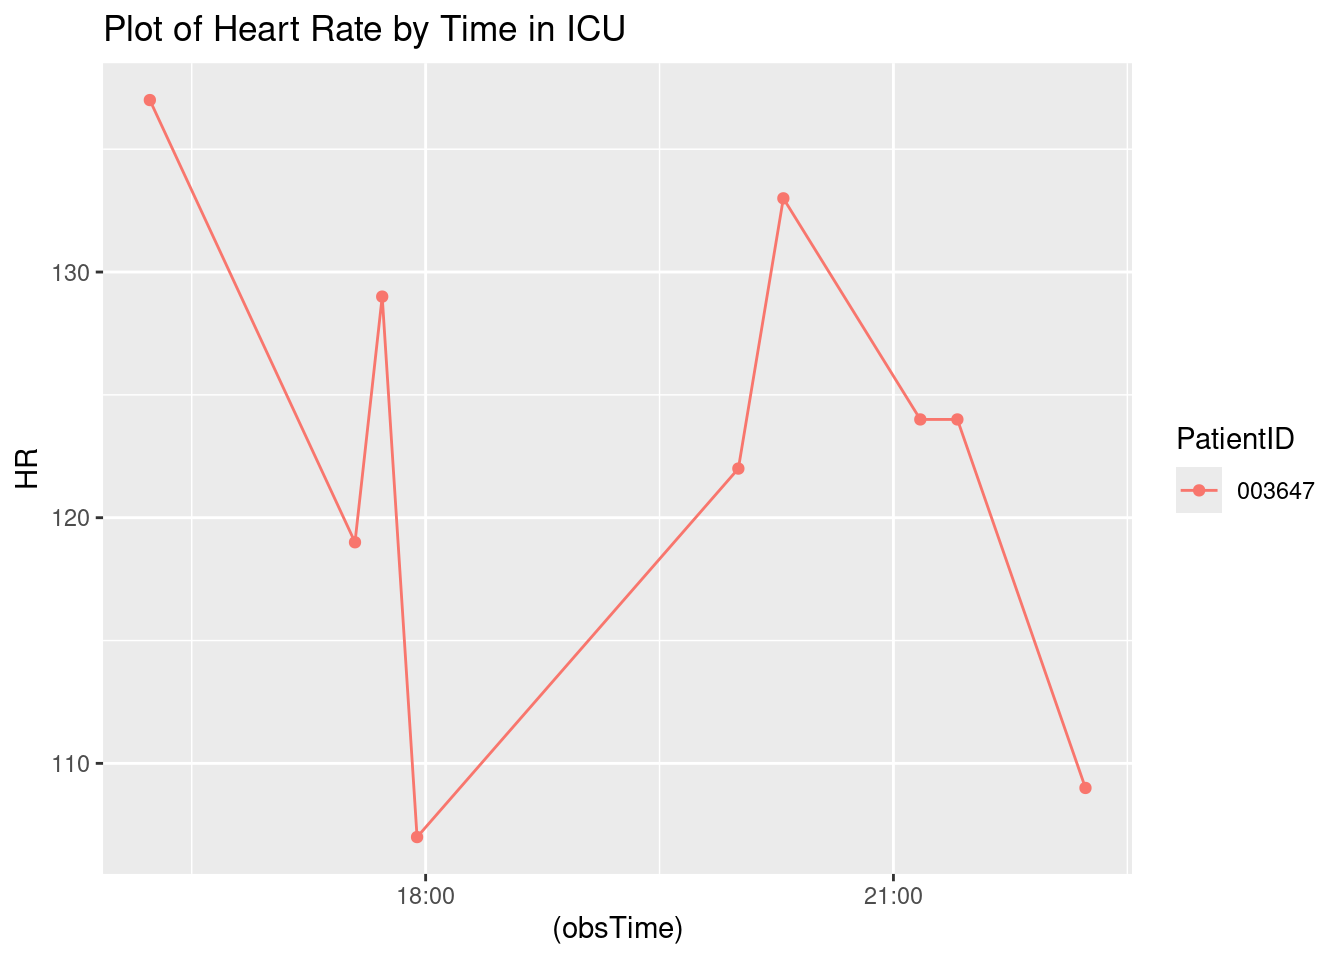 Plot of Heart Rate by Time in ICU
130
120
110
HR
18:00
21:00
(obsTime)
PatientID
003647